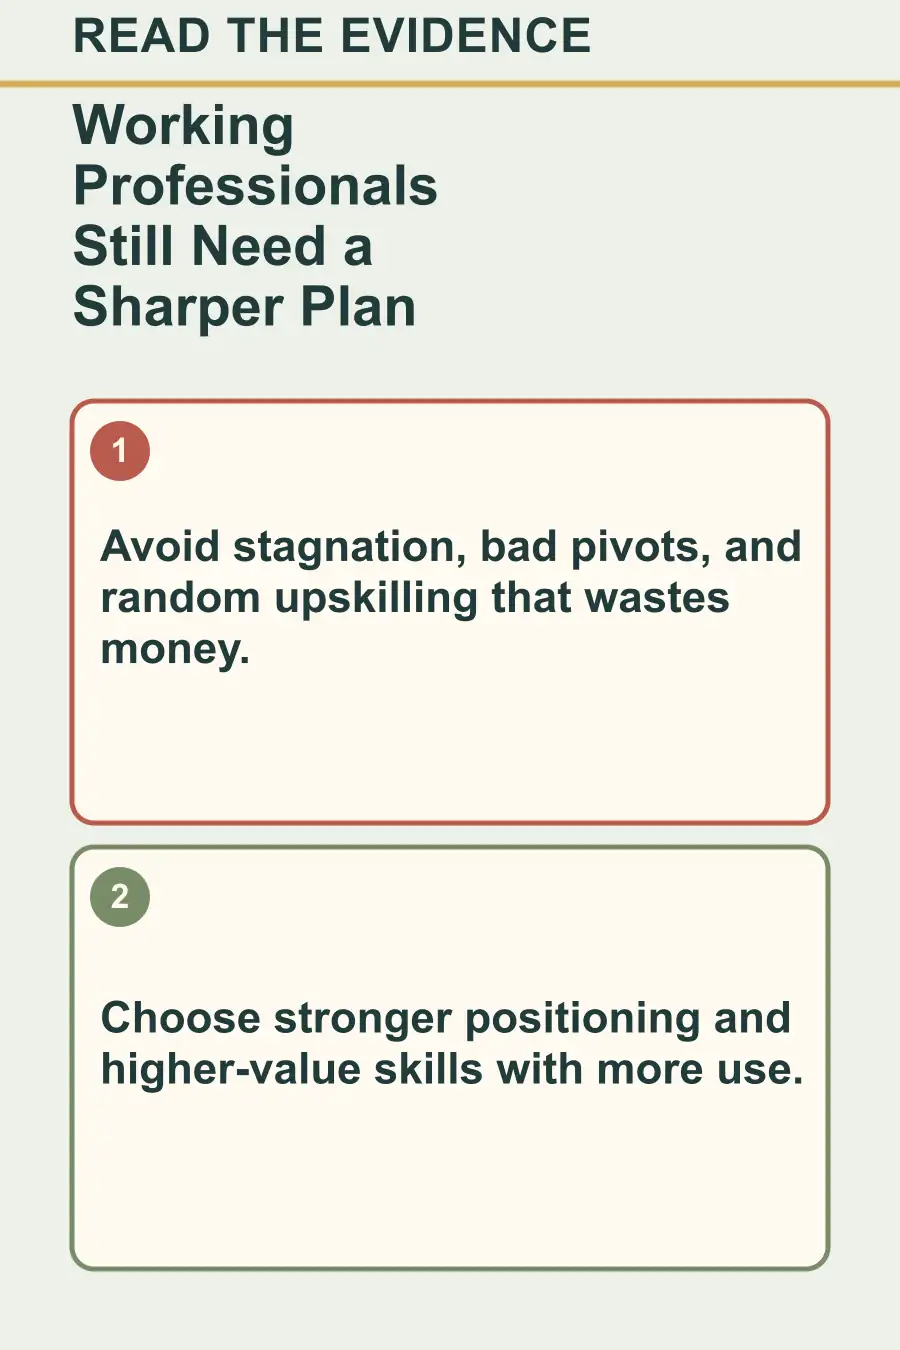 READ THE EVIDENCE
Working
Professionals
Still Need a
Sharper Plan
1
Avoid stagnation, bad pivots, and
random upskilling that wastes
money.
2
Choose stronger positioning and
higher-value skills with more use.